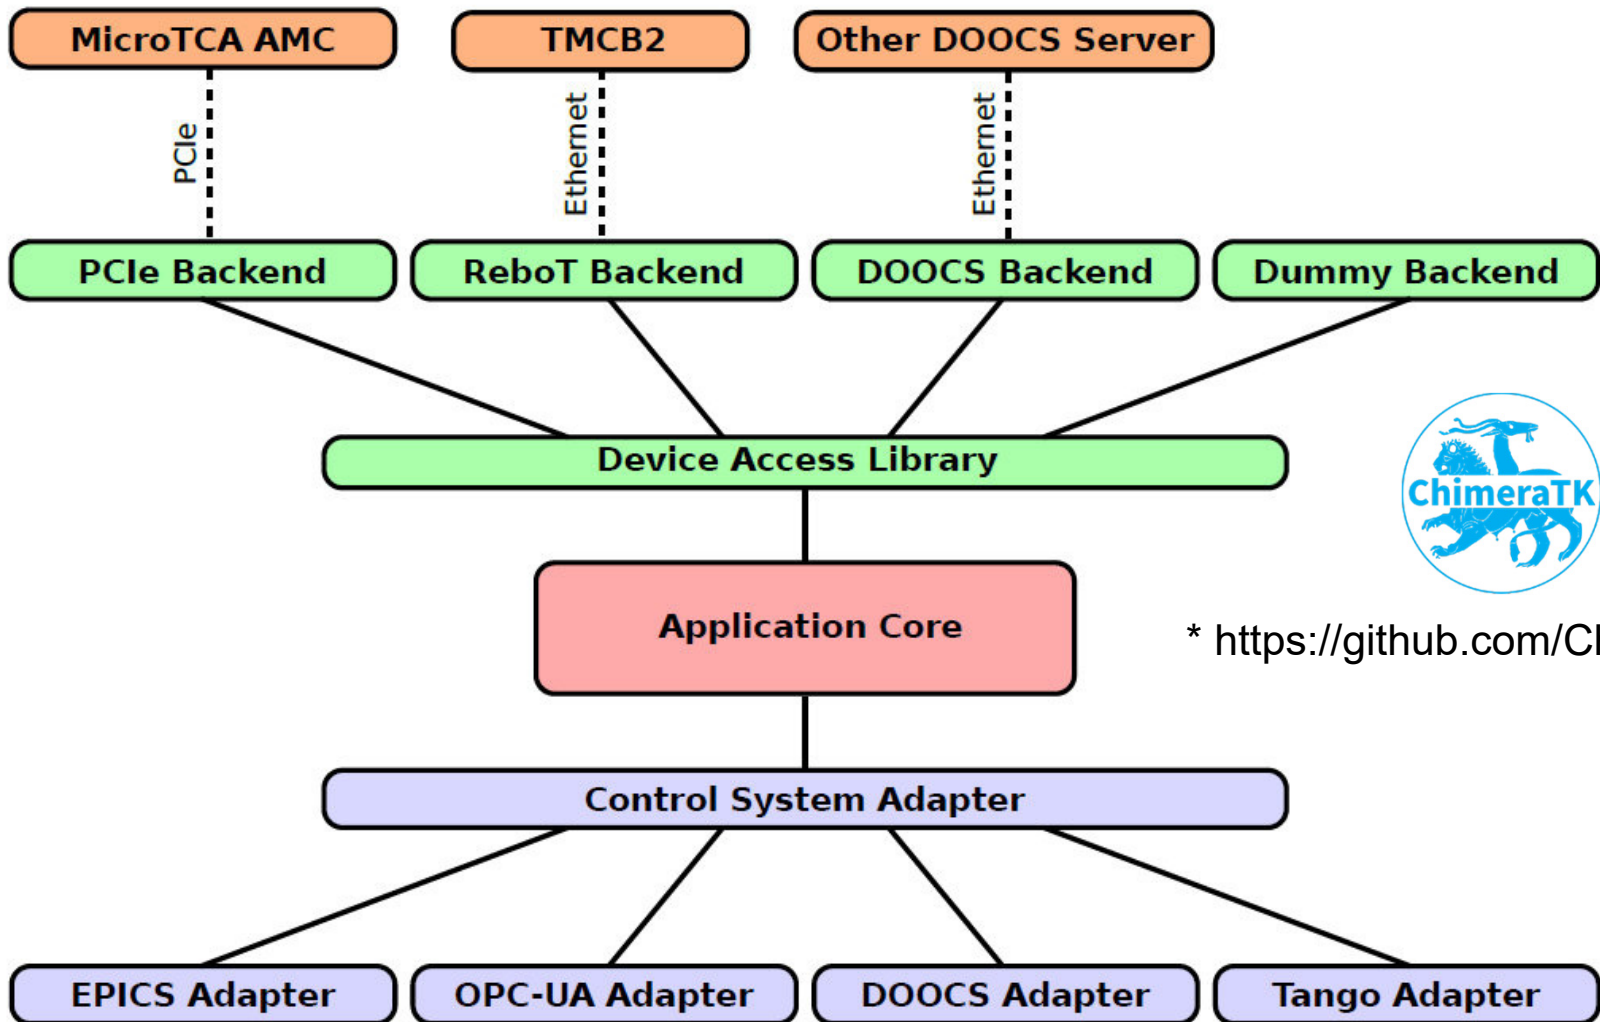 MicroTCA AMC
TMCB2
Other DOOCS Server
PCIe
Ethernet
Ethernet
PCIe Backend
ReboT Backend
DOOCS Backend
Dummy Backend
Device Access Library
ChimeraTK
Application Core
* https://github.com/Cl
Control System Adapter
EPICS Adapter
OPC-UA Adapter
DOOCS Adapter
Tango Adapter